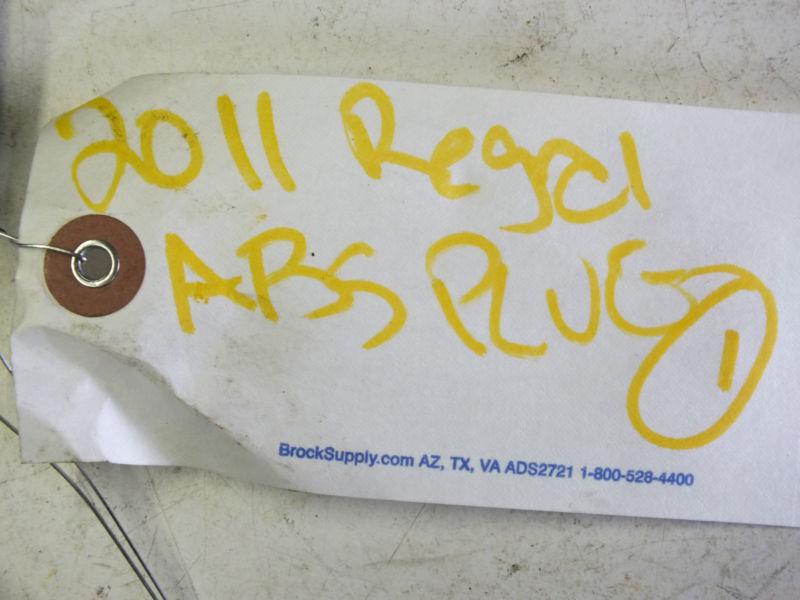 2011 Regal
ABS PLUG 1
BrockSupply.com AZ, TX, VA ADS2721 1-800-528-4400